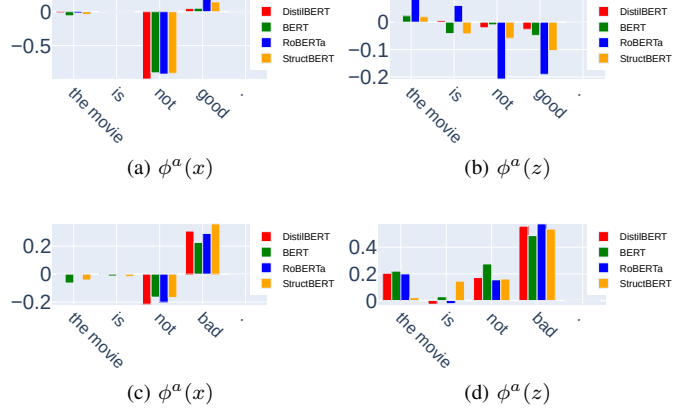 0
−0.5
the movie
is
not
good
.
DistilBERT
BERT
RoBERTa
StructBERT
(a) ϕᵃ(x)
0
−0.1
−0.2
the movie
is
not
good
.
DistilBERT
BERT
RoBERTa
StructBERT
(b) ϕᵃ(z)
0.2
0
−0.2
the movie
is
not
bad
.
DistilBERT
BERT
RoBERTa
StructBERT
(c) ϕᵃ(x)
0.4
0.2
0
the movie
is
not
bad
.
DistilBERT
BERT
RoBERTa
StructBERT
(d) ϕᵃ(z)